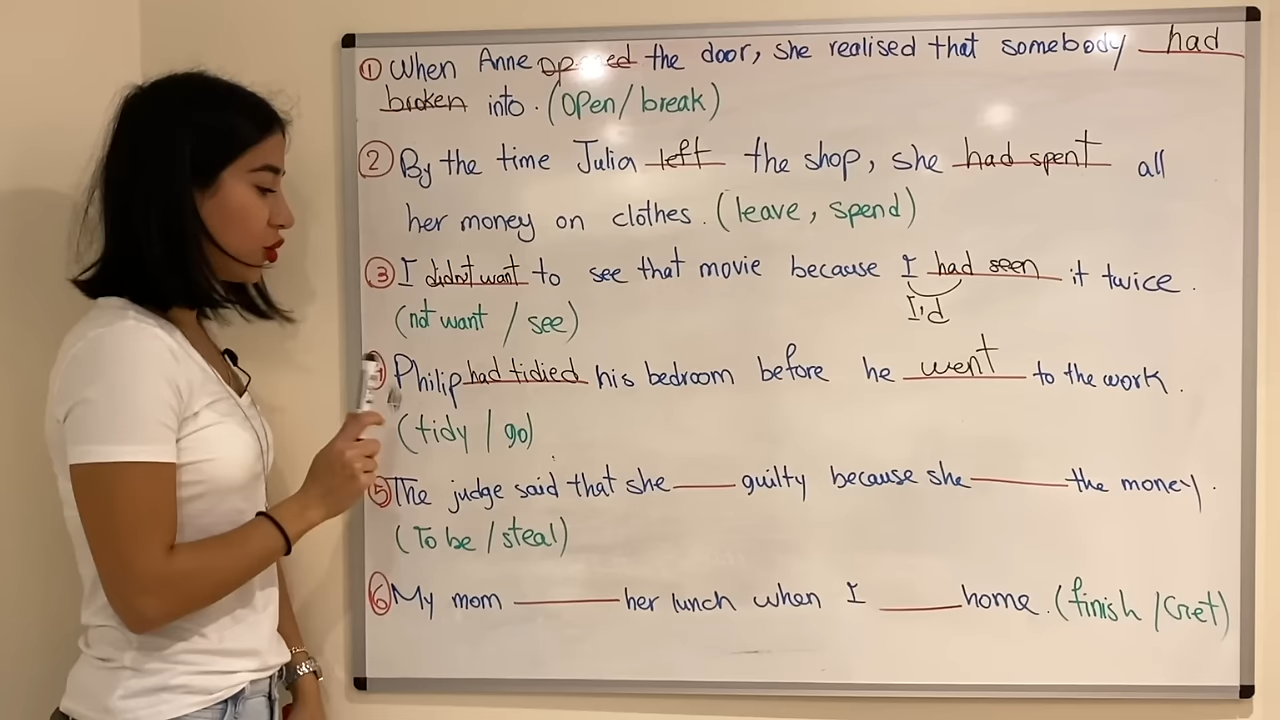 ① When Anne opened the door, she realised that somebody had
broken into. (open/break)
② By the time Julia left the shop, she had spent all
her money on clothes. (leave, spend)
③ I didn't want to see that movie because I had seen it twice.
I'd
(not want / see)
Philip had tidied his bedroom before he went to the work.
(tidy / go)
⑤ The judge said that she ____ guilty because she ____ the money.
(To be / steal)
⑥ My mom ____ her lunch when I ____ home. (finish / Get)